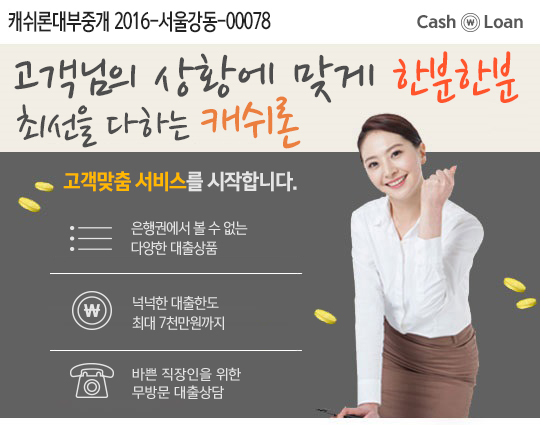 캐쉬론대부중개 2016-서울강동-00078
Cash ₩ Loan
고객님의 상황에 맞게 한분한분
최선을 다하는 캐쉬론
고객맞춤 서비스를 시작합니다.
은행권에서 볼 수 없는
다양한 대출상품
₩
넉넉한 대출한도
최대 7천만원까지
바쁜 직장인을 위한
무방문 대출상담